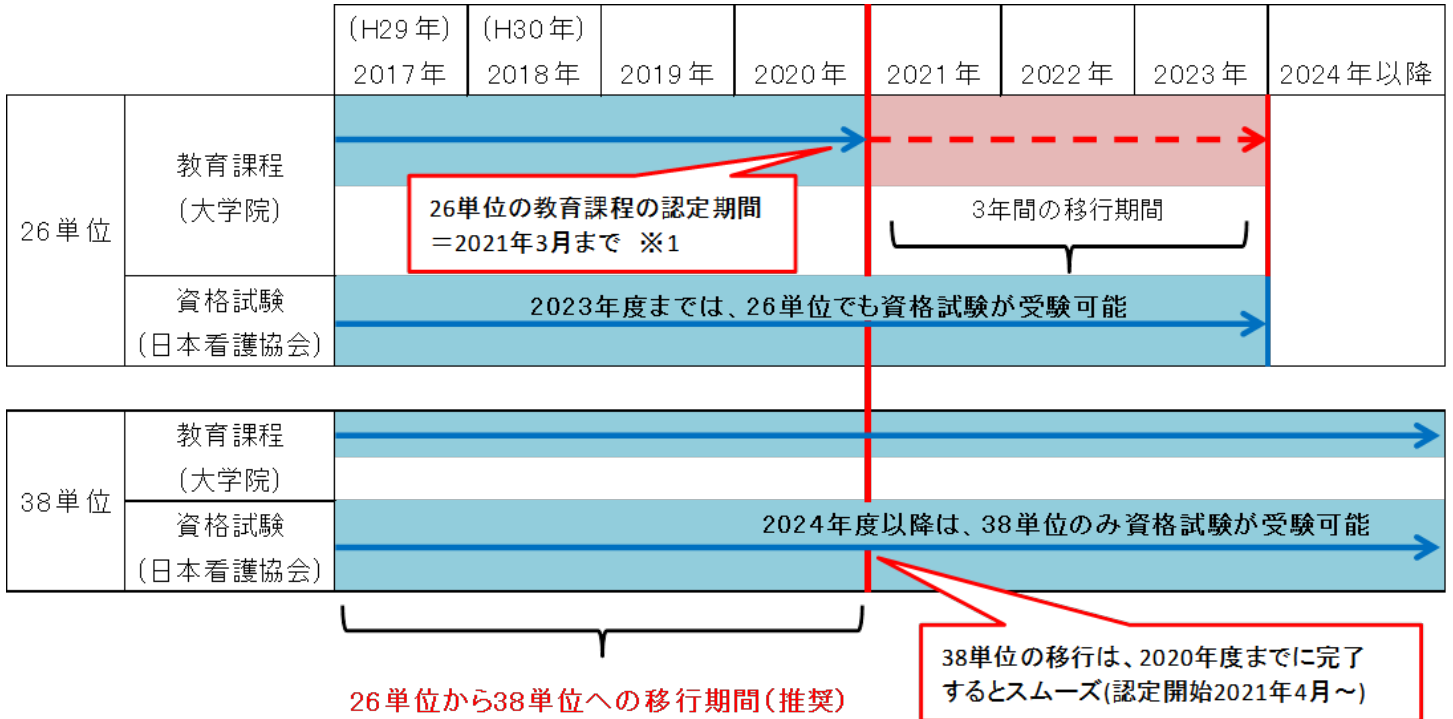 (H29年) (H30年)
2017年 2018年 2019年 2020年 2021年 2022年 2023年 2024年以降
26単位
教育課程
(大学院)
26単位の教育課程の認定期間
=2021年3月まで ※1
3年間の移行期間
資格試験
(日本看護協会)
2023年度までは、26単位でも資格試験が受験可能
38単位
教育課程
(大学院)
資格試験
(日本看護協会)
2024年度以降は、38単位のみ資格試験が受験可能
26単位から38単位への移行期間(推奨)
38単位の移行は、2020年度までに完了
するとスムーズ(認定開始2021年4月~)